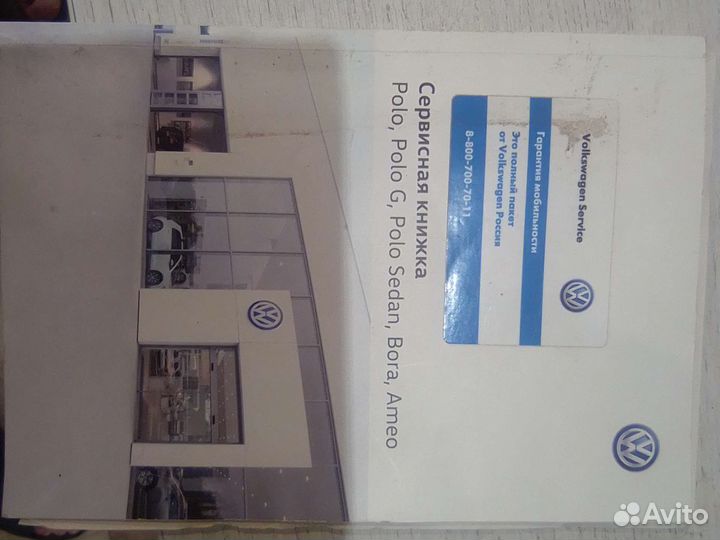 Volkswagen Service
Гарантия мобильности
Это полный пакет
от Volkswagen Россия
8-800-700-70-11
Сервисная книжка
Polo, Polo G, Polo Sedan, Bora, Ameo
Avito